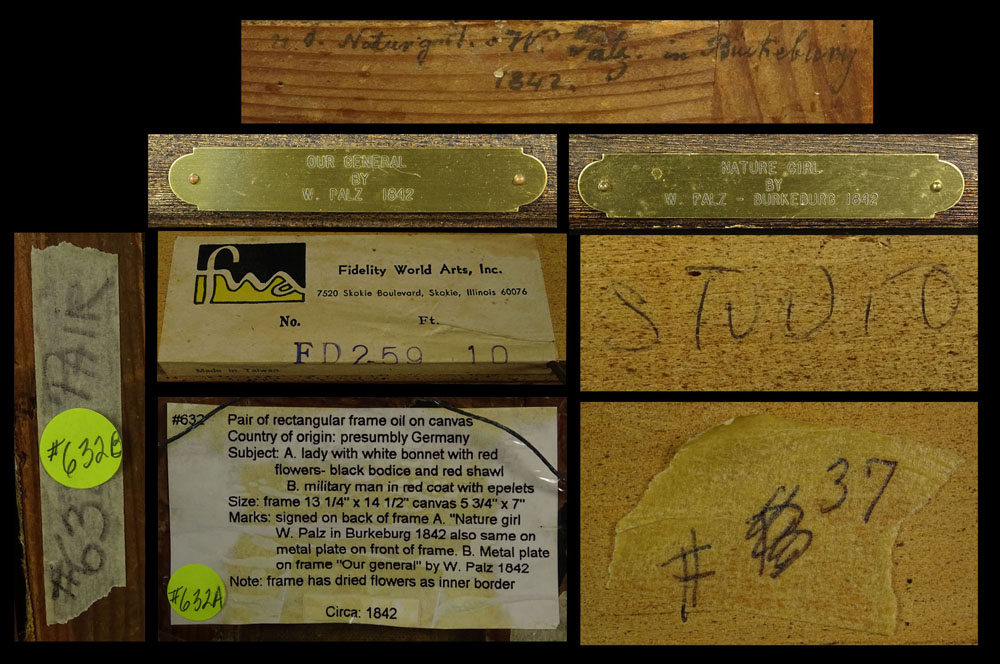 Naturgirl. W. Palz. in Burkeburg
1842.
OUR GENERAL
BY
W. PALZ 1842
NATURE GIRL
BY
W. PALZ - BURKEBURG 1842
#632 PAIR
#632B
fwa
Fidelity World Arts, Inc.
7520 Skokie Boulevard, Skokie, Illinois 60076
No. Ft.
FD259 10
Made in Taiwan
STUDIO
#632 Pair of rectangular frame oil on canvas
Country of origin: presumbly Germany
Subject: A. lady with white bonnet with red
flowers- black bodice and red shawl
B. military man in red coat with epelets
Size: frame 13 1/4" x 14 1/2" canvas 5 3/4" x 7"
Marks: signed on back of frame A. "Nature girl
W. Palz in Burkeburg 1842 also same on
metal plate on front of frame. B. Metal plate
on frame "Our general" by W. Palz 1842
Note: frame has dried flowers as inner border
Circa: 1842
#632A
# 37